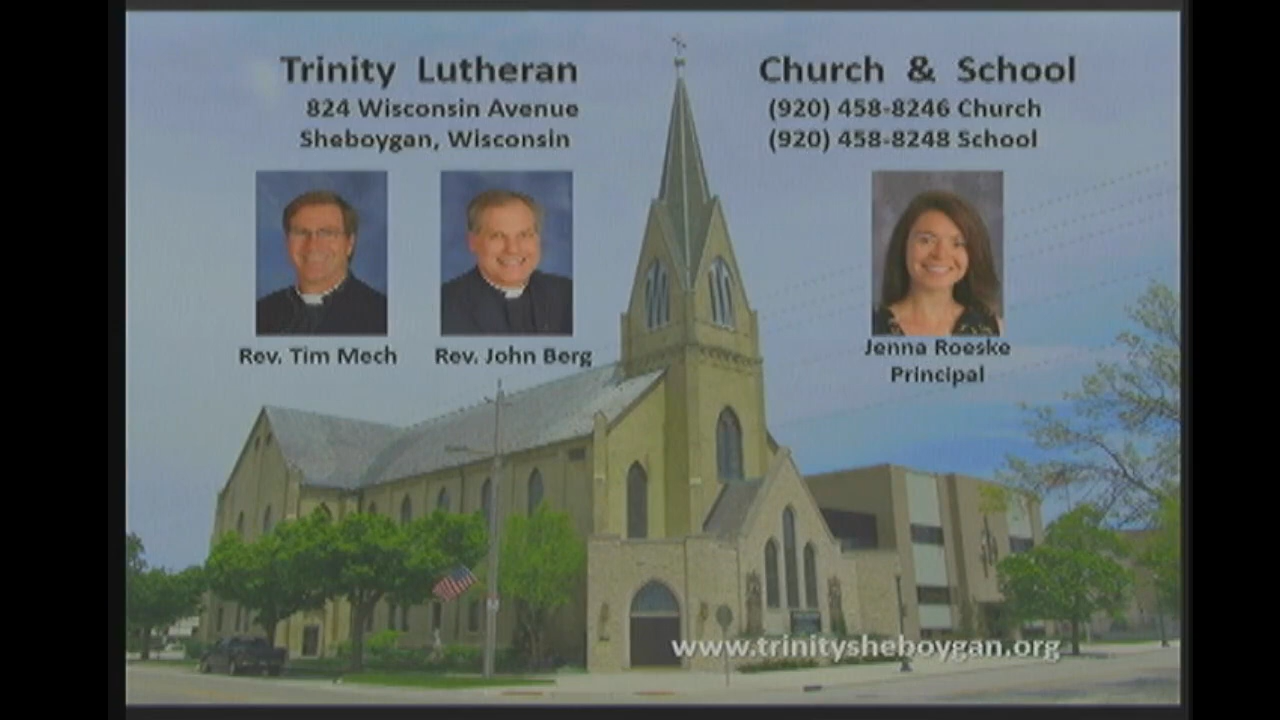 Trinity Lutheran
824 Wisconsin Avenue
Sheboygan, Wisconsin
Church & School
(920) 458-8246 Church
(920) 458-8248 School
Rev. Tim Mech
Rev. John Berg
Jenna Roeske
Principal
www.trinitysheboygan.org